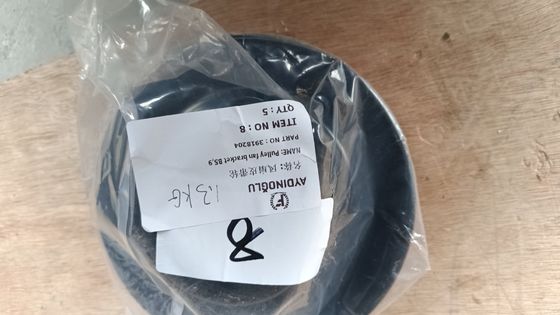 AYDINOĞLU
名称: 风扇皮带轮
NAME: Pulley fan bracket B5,9
PART NO : 3918204
ITEM NO : 8
QTY : 5
1,3 KG
8